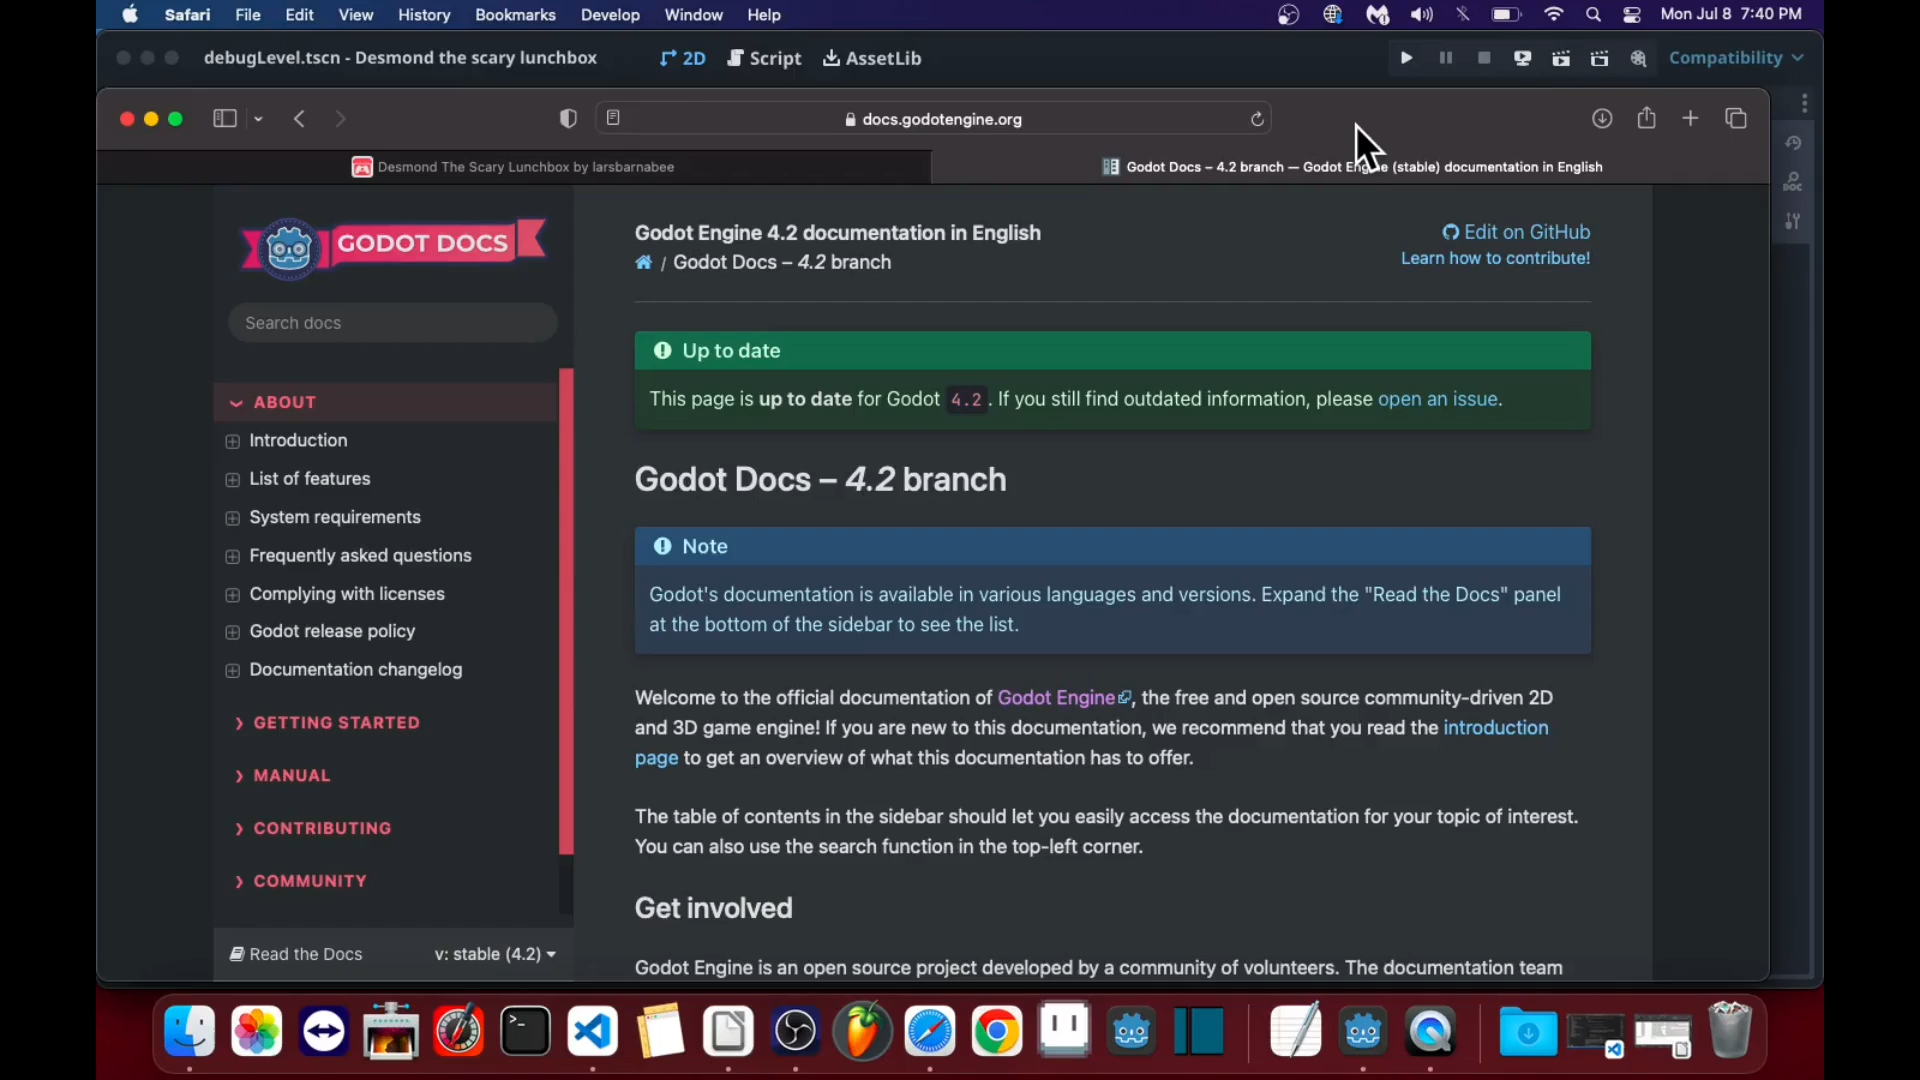 Safari File Edit View History Bookmarks Develop Window Help Mon Jul 8 7:40 PM
debugLevel.tscn - Desmond the scary lunchbox 2D Script AssetLib Compatibility
docs.godotengine.org
Desmond The Scary Lunchbox by larsbarnabee
Godot Docs – 4.2 branch — Godot Engine (stable) documentation in English
GODOT DOCS
Search docs
ABOUT
Introduction
List of features
System requirements
Frequently asked questions
Complying with licenses
Godot release policy
Documentation changelog
GETTING STARTED
MANUAL
CONTRIBUTING
COMMUNITY
Read the Docs v: stable (4.2)
Godot Engine 4.2 documentation in English
/ Godot Docs – 4.2 branch
Edit on GitHub
Learn how to contribute!
Up to date
This page is up to date for Godot 4.2 . If you still find outdated information, please open an issue.
Godot Docs – 4.2 branch
Note
Godot's documentation is available in various languages and versions. Expand the "Read the Docs" panel
at the bottom of the sidebar to see the list.
Welcome to the official documentation of Godot Engine, the free and open source community-driven 2D
and 3D game engine! If you are new to this documentation, we recommend that you read the introduction
page to get an overview of what this documentation has to offer.
The table of contents in the sidebar should let you easily access the documentation for your topic of interest.
You can also use the search function in the top-left corner.
Get involved
Godot Engine is an open source project developed by a community of volunteers. The documentation team